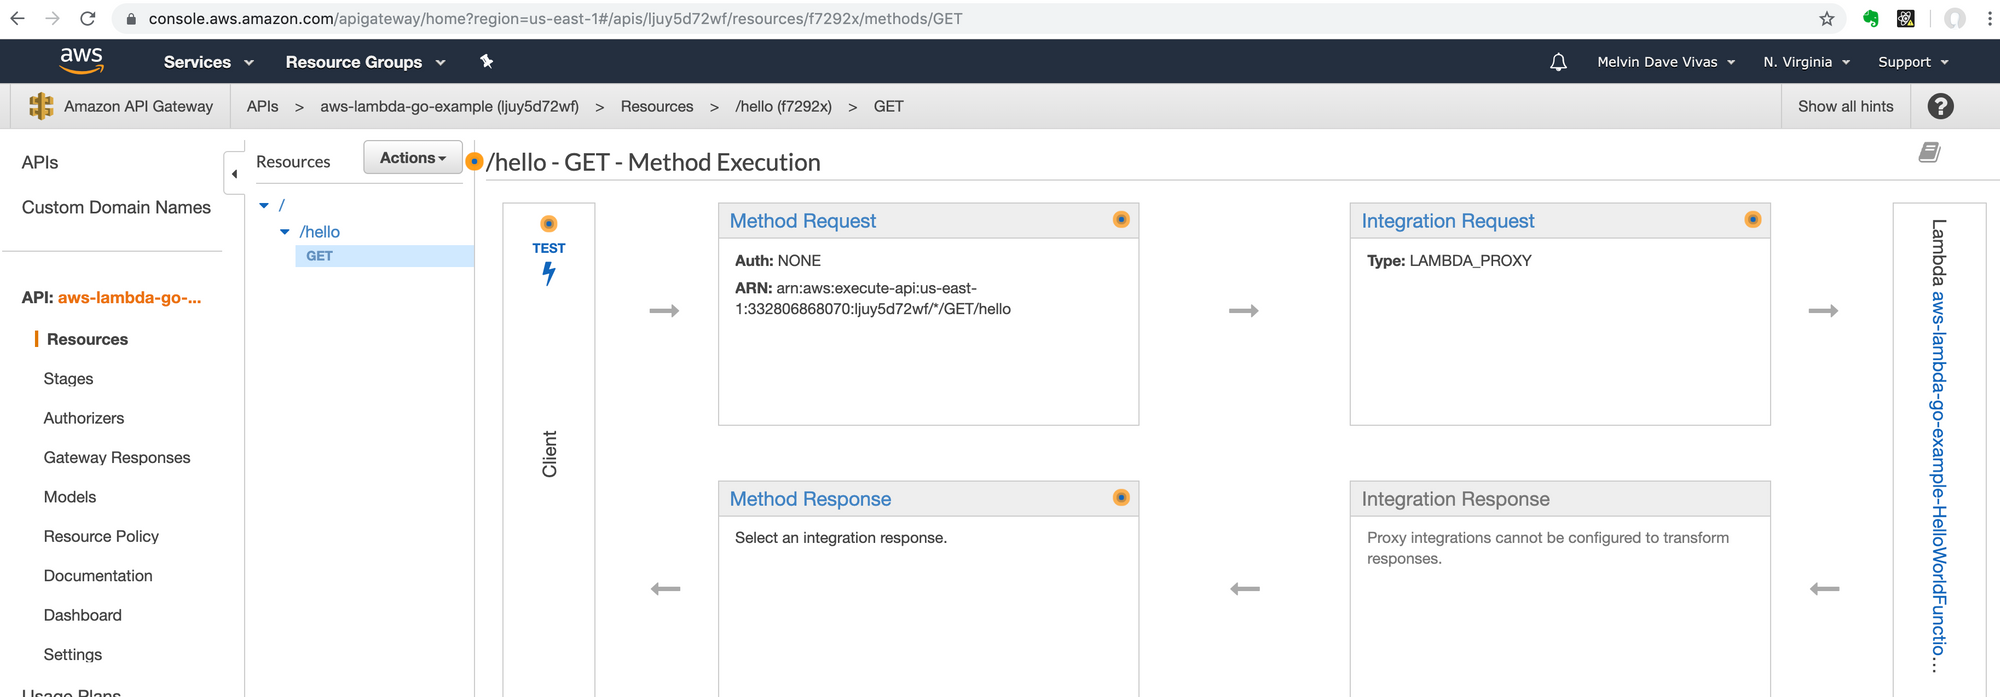 console.aws.amazon.com/apigateway/home?region=us-east-1#/apis/ljuy5d72wf/resources/f7292x/methods/GET
aws
Services
Resource Groups
Melvin Dave Vivas
N. Virginia
Support
Amazon API Gateway
APIs > aws-lambda-go-example (ljuy5d72wf) > Resources > /hello (f7292x) > GET
Show all hints
?
APIs
Custom Domain Names
API: aws-lambda-go-...
Resources
Stages
Authorizers
Gateway Responses
Models
Resource Policy
Documentation
Dashboard
Settings
Usage Plans
Resources
Actions
/
/hello
GET
/hello - GET - Method Execution
TEST
Client
Method Request
Auth: NONE
ARN: arn:aws:execute-api:us-east-
1:332806868070:ljuy5d72wf/*/GET/hello
Integration Request
Type: LAMBDA_PROXY
Lambda aws-lambda-go-example-HelloWorldFunctio...
Method Response
Select an integration response.
Integration Response
Proxy integrations cannot be configured to transform
responses.